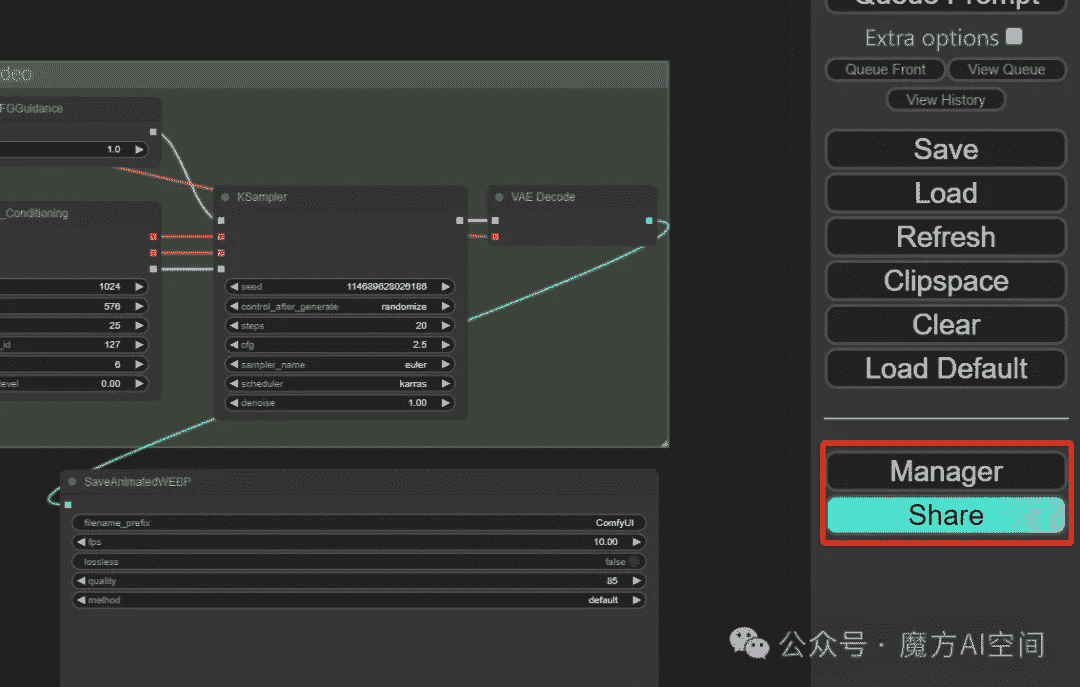 deo
FGGuidance
1.0
_Conditioning
1024
576
25
_id 127
6
level 0.00
KSampler
seed 114689628026186
control_after_generate randomize
steps 20
cfg 2.5
sampler_name euler
scheduler karras
denoise 1.00
VAE Decode
SaveAnimatedWEBP
filename_prefix ComfyUI
fps 10.00
lossless false
quality 85
method default
Queue Prompt
Extra options
Queue Front View Queue
View History
Save
Load
Refresh
Clipspace
Clear
Load Default
Manager
Share
公众号 · 魔方AI空间